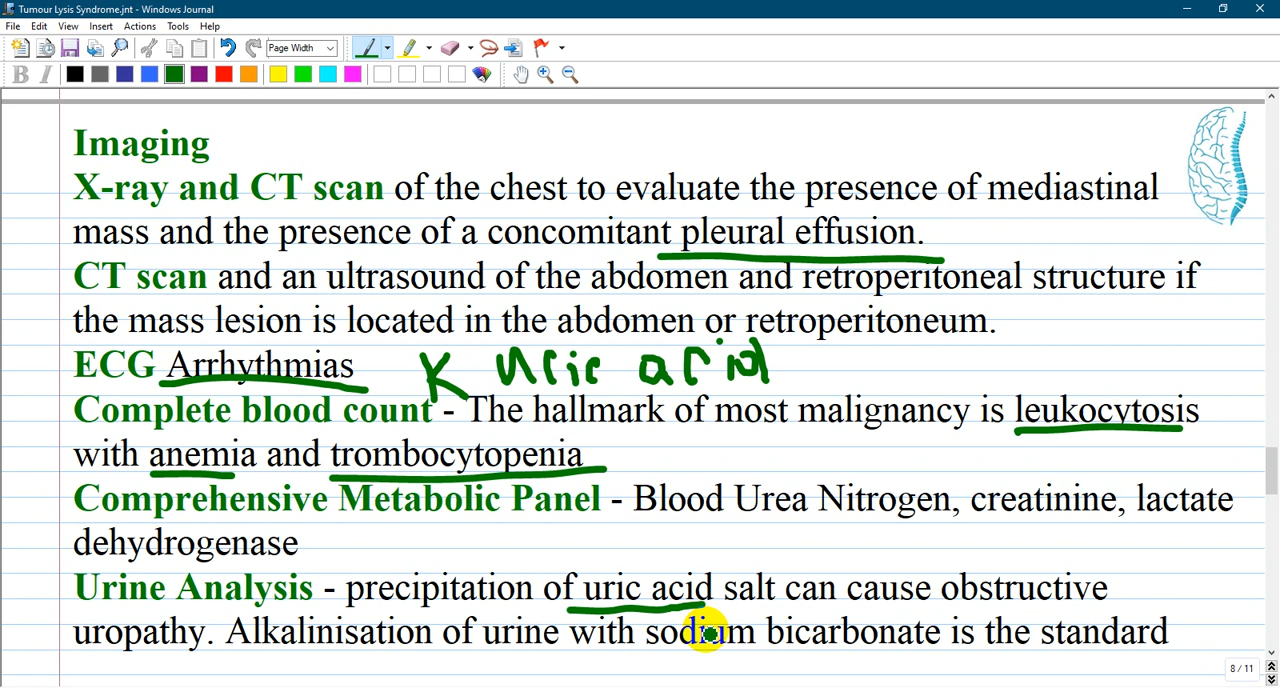 Tumour Lysis Syndrome.jnt - Windows Journal
File Edit View Insert Actions Tools Help
Page Width
B I
Imaging
X-ray and CT scan of the chest to evaluate the presence of mediastinal
mass and the presence of a concomitant pleural effusion.
CT scan and an ultrasound of the abdomen and retroperitoneal structure if
the mass lesion is located in the abdomen or retroperitoneum.
ECG Arrhythmias K uric acid
Complete blood count - The hallmark of most malignancy is leukocytosis
with anemia and trombocytopenia
Comprehensive Metabolic Panel - Blood Urea Nitrogen, creatinine, lactate
dehydrogenase
Urine Analysis - precipitation of uric acid salt can cause obstructive
uropathy. Alkalinisation of urine with sodium bicarbonate is the standard
8 / 11